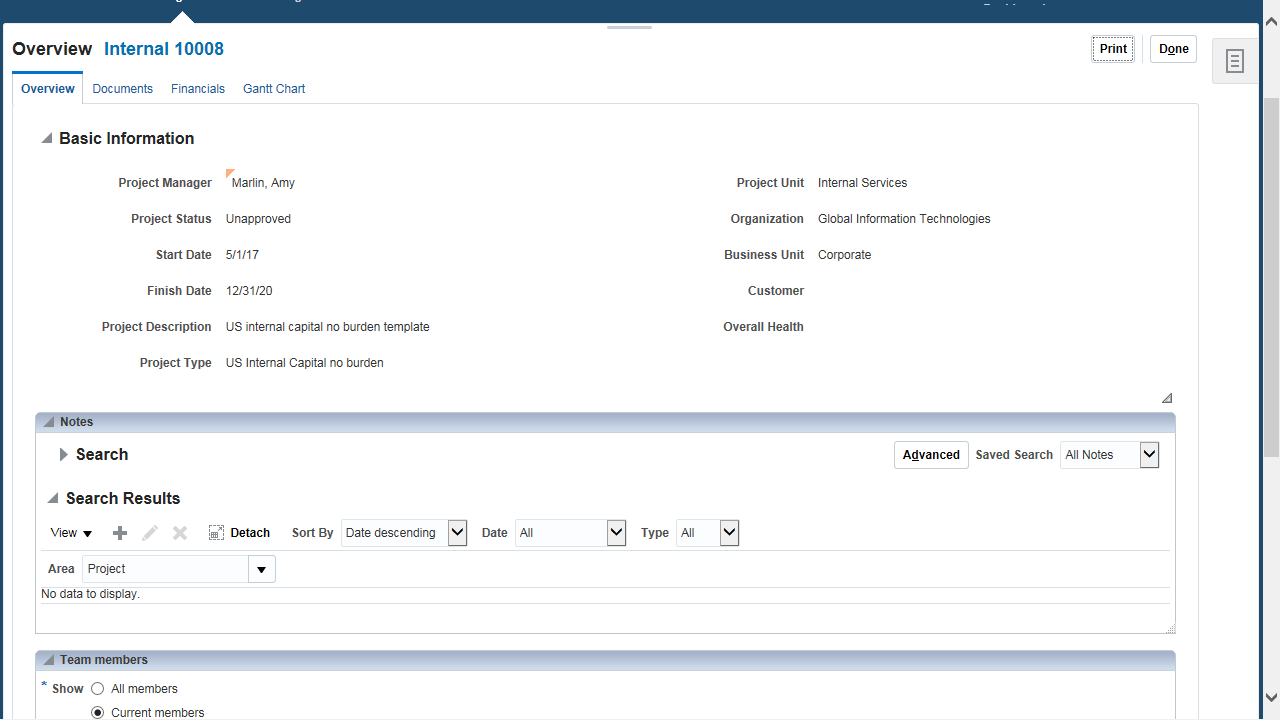 Overview Internal 10008
Print Done
Overview Documents Financials Gantt Chart
Basic Information
Project Manager Marlin, Amy Project Unit Internal Services
Project Status Unapproved Organization Global Information Technologies
Start Date 5/1/17 Business Unit Corporate
Finish Date 12/31/20 Customer
Project Description US internal capital no burden template Overall Health
Project Type US Internal Capital no burden
Notes
Search Advanced Saved Search All Notes
Search Results
View Detach Sort By Date descending Date All Type All
Area Project
No data to display.
Team members
* Show All members
Current members